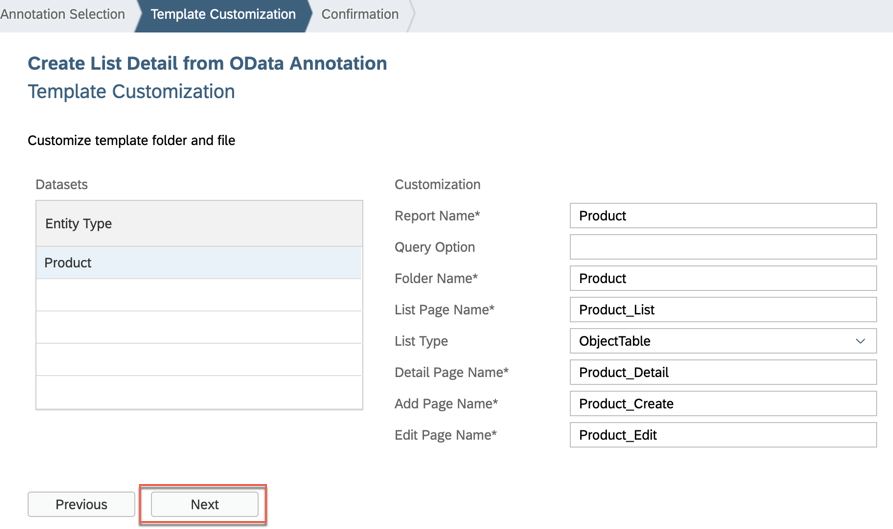 Annotation Selection Template Customization Confirmation
Create List Detail from OData Annotation
Template Customization
Customize template folder and file
Datasets
Entity Type
Product
Customization
Report Name* Product
Query Option
Folder Name* Product
List Page Name* Product_List
List Type ObjectTable
Detail Page Name* Product_Detail
Add Page Name* Product_Create
Edit Page Name* Product_Edit
Previous Next